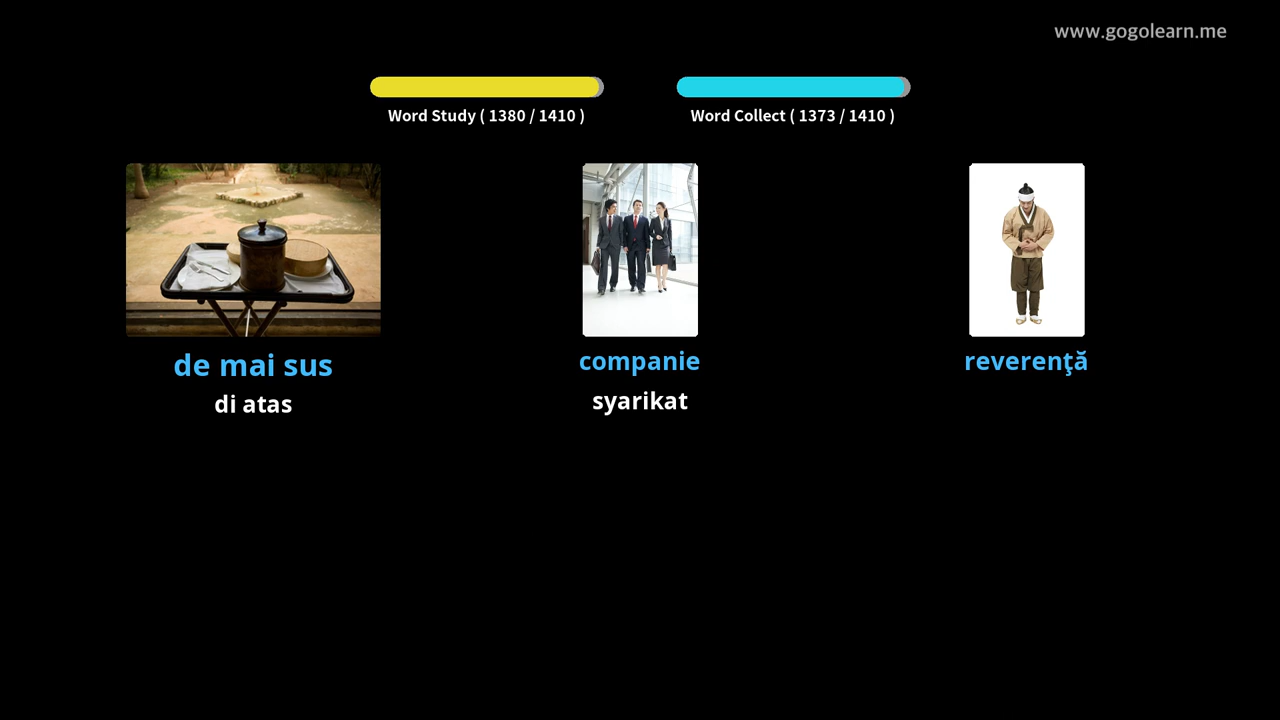 www.gogolearn.me
Word Study ( 1380 / 1410 )
Word Collect ( 1373 / 1410 )
de mai sus
di atas
companie
syarikat
reverenţă